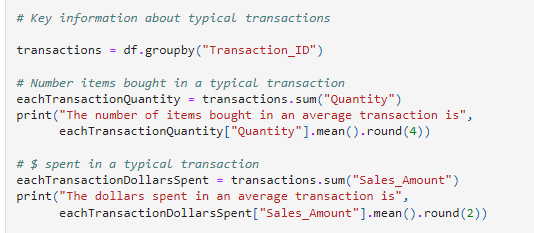 # Key information about typical transactions
transactions = df.groupby("Transaction_ID")
# Number items bought in a typical transaction
eachTransactionQuantity = transactions.sum("Quantity")
print("The number of items bought in an average transaction is",
eachTransactionQuantity["Quantity"].mean().round(4))
# $ spent in a typical transaction
eachTransactionDollarsSpent = transactions.sum("Sales_Amount")
print("The dollars spent in an average transaction is",
eachTransactionDollarsSpent["Sales_Amount"].mean().round(2))